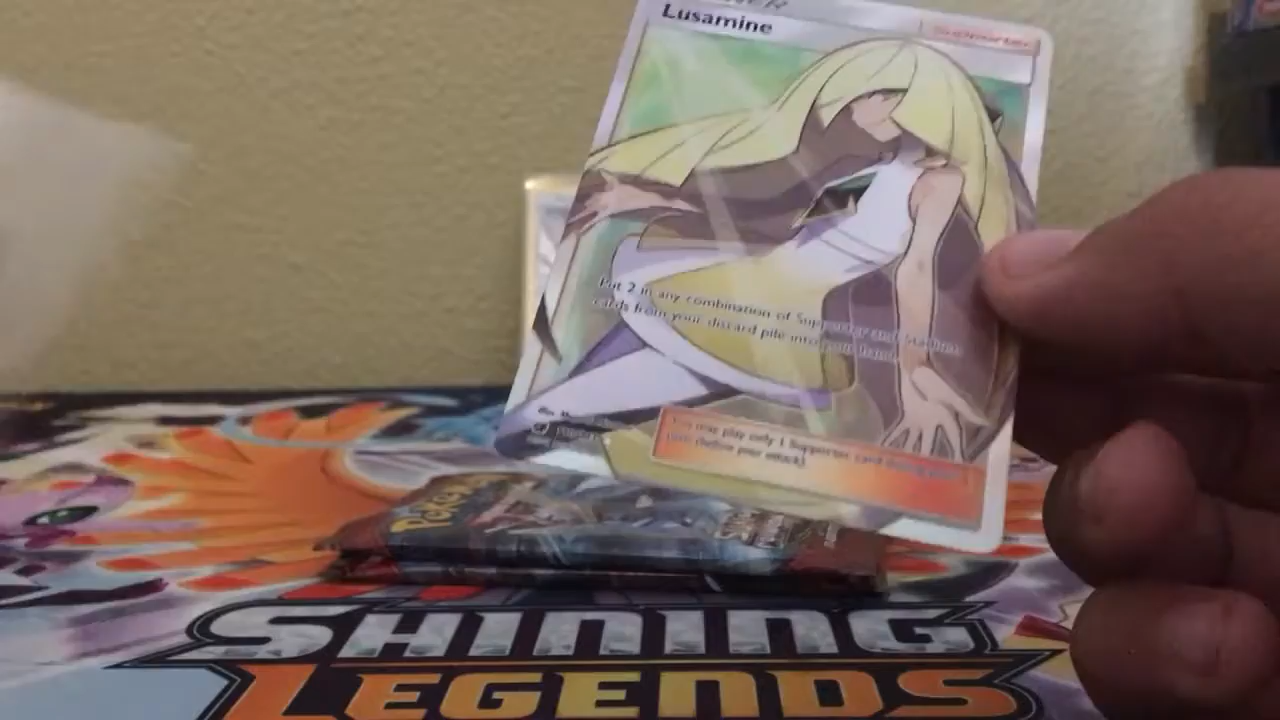 Lusamine
Supporter
Put 2 in any combination of Supporter and Stadium
cards from your discard pile into your hand.
You may play only 1 Supporter card during your
turn (before your attack).
Pokémon
SHINING
LEGENDS